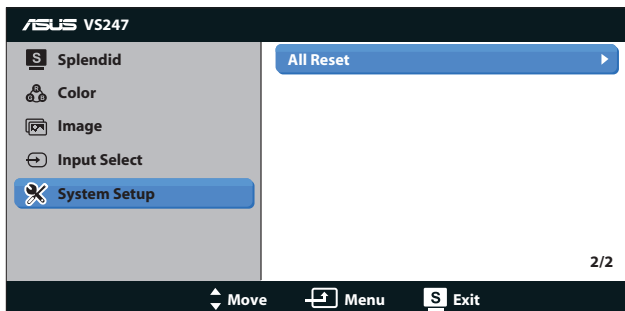 ASUS VS247
S Splendid
Color
Image
Input Select
System Setup
All Reset
2/2
Move Menu S Exit